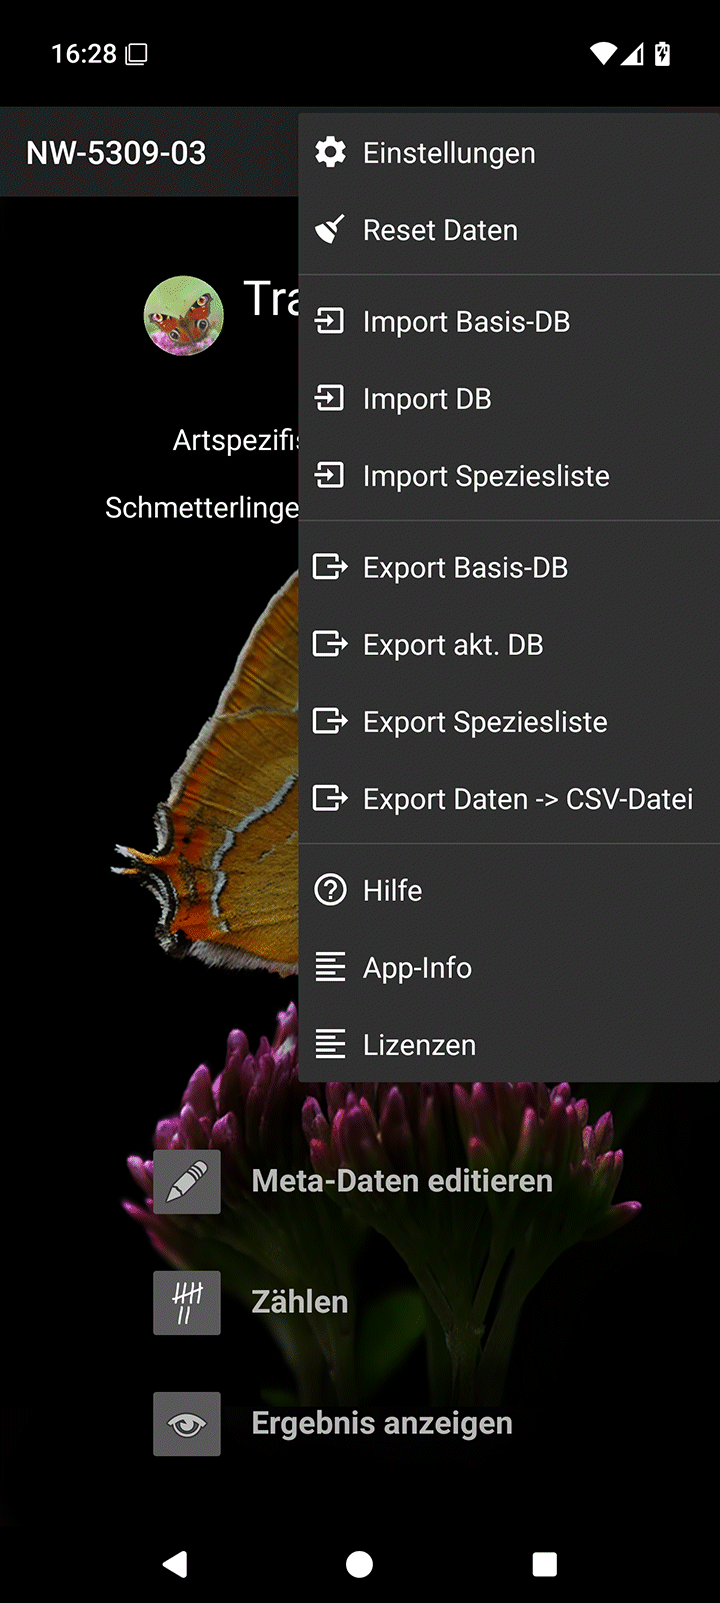 16:28
NW-5309-03
Einstellungen
Reset Daten
Import Basis-DB
Import DB
Import Speziesliste
Export Basis-DB
Export akt. DB
Export Speziesliste
Export Daten -> CSV-Datei
Hilfe
App-Info
Lizenzen
Tra
Artspezifis
Schmetterlinge
Meta-Daten editieren
Zählen
Ergebnis anzeigen